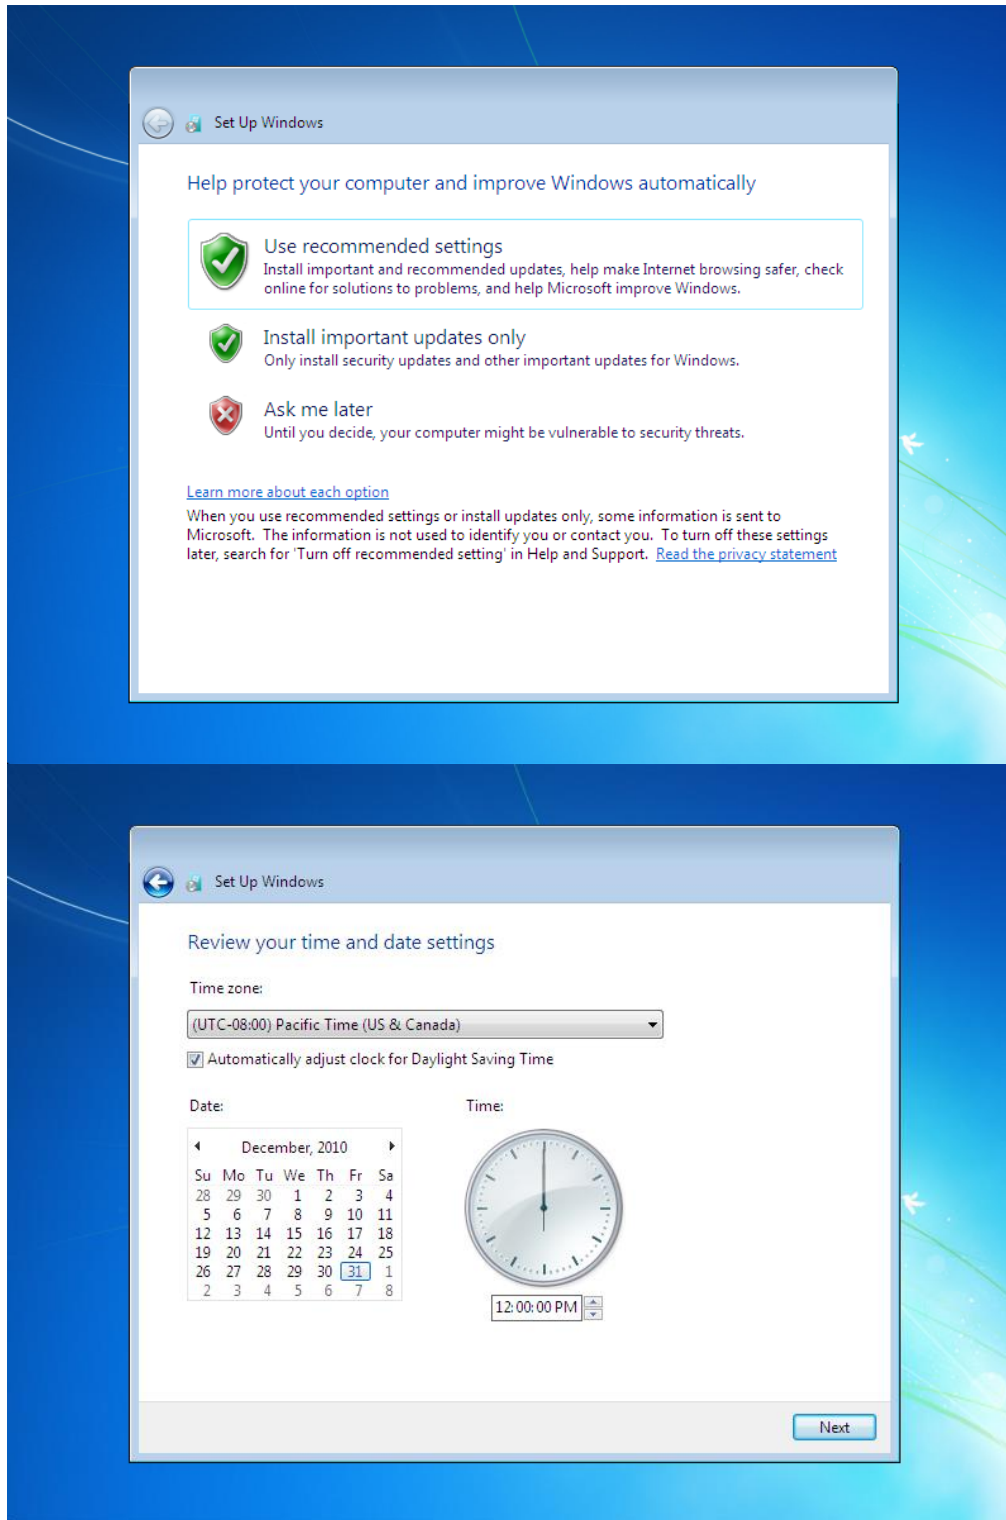 Set Up Windows
Help protect your computer and improve Windows automatically
Use recommended settings
Install important and recommended updates, help make Internet browsing safer, check
online for solutions to problems, and help Microsoft improve Windows.
Install important updates only
Only install security updates and other important updates for Windows.
Ask me later
Until you decide, your computer might be vulnerable to security threats.
Learn more about each option
When you use recommended settings or install updates only, some information is sent to
Microsoft. The information is not used to identify you or contact you. To turn off these settings
later, search for 'Turn off recommended setting' in Help and Support. Read the privacy statement
Set Up Windows
Review your time and date settings
Time zone:
(UTC-08:00) Pacific Time (US & Canada)
Automatically adjust clock for Daylight Saving Time
Date: Time:
December, 2010
Su Mo Tu We Th Fr Sa
28 29 30 1 2 3 4
5 6 7 8 9 10 11
12 13 14 15 16 17 18
19 20 21 22 23 24 25
26 27 28 29 30 31 1
2 3 4 5 6 7 8
12:00:00 PM
Next